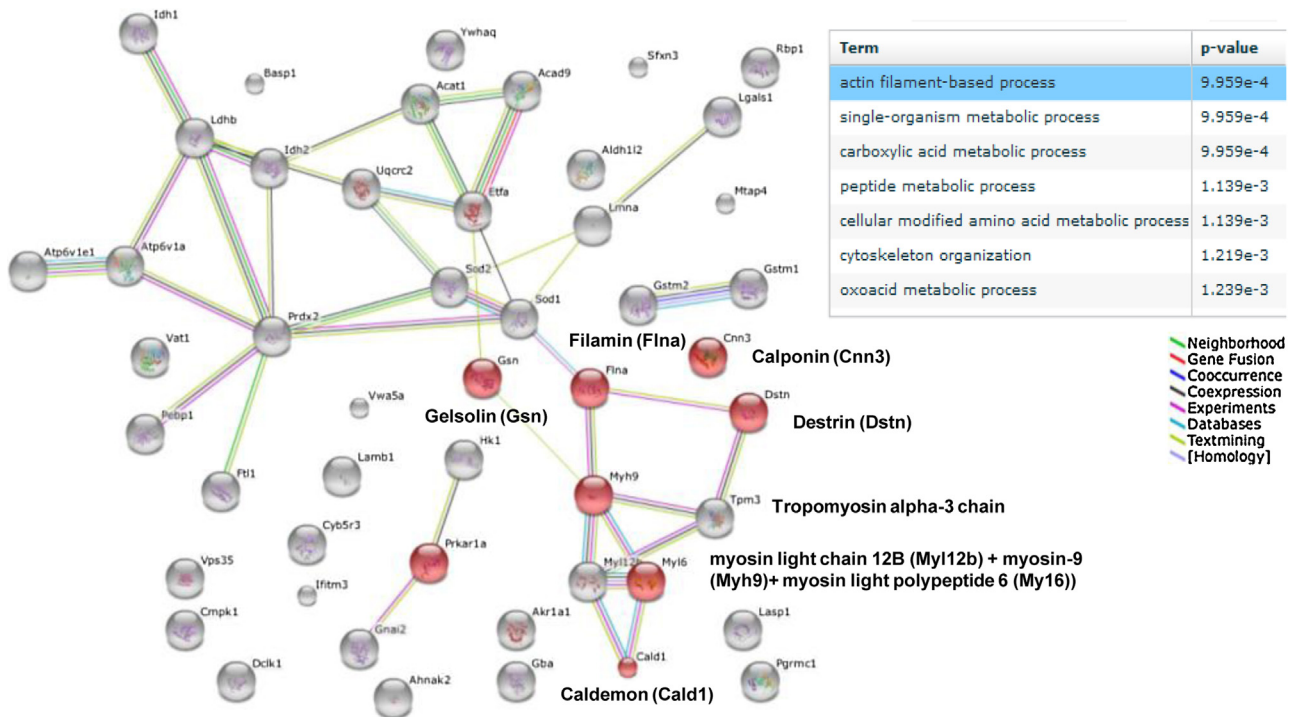 Idh1
Ywhaq
Sfxn3
Rbp1
Basp1
Acat1
Acad9
Lgals1
Ldhb
Idh2
Uqcrc2
Aldh1l2
Etfa
Mtap4
Lmna
Atp6v1e1
Atp6v1a
Sod2
Gstm2
Gstm1
Sod1
Prdx2
Vat1
Filamin (Flna)
Cnn3
Calponin (Cnn3)
Gsn
Flna
Dstn
Vwa5a
Pebp1
Gelsolin (Gsn)
Destrin (Dstn)
Hk1
Lamb1
Ftl1
Myh9
Tpm3
Tropomyosin alpha-3 chain
Cyb5r3
Prkar1a
Myl12b
Myl6
myosin light chain 12B (Myl12b) + myosin-9
(Myh9)+ myosin light polypeptide 6 (My16))
Vps35
Ifitm3
Cmpk1
Gnai2
Akr1a1
Lasp1
Dclk1
Ahnak2
Gba
Cald1
Pgrmc1
Caldemon (Cald1)
Term p-value
actin filament-based process 9.959e-4
single-organism metabolic process 9.959e-4
carboxylic acid metabolic process 9.959e-4
peptide metabolic process 1.139e-3
cellular modified amino acid metabolic process 1.139e-3
cytoskeleton organization 1.219e-3
oxoacid metabolic process 1.239e-3
Neighborhood
Gene Fusion
Cooccurrence
Coexpression
Experiments
Databases
Textmining
[Homology]